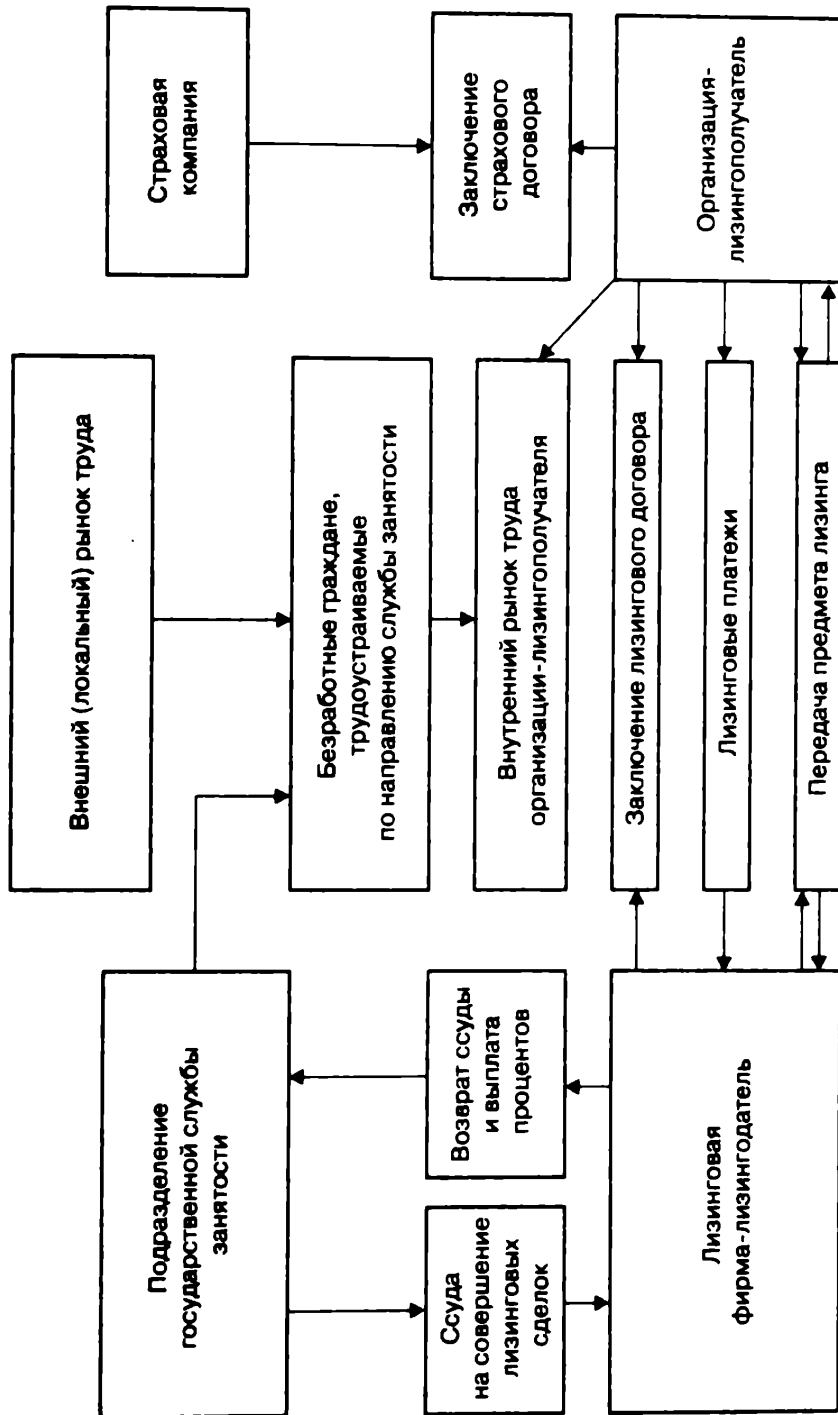 Внешний (локальный) рынок труда
Подразделение
государственной службы
занятости
Страховая
компания
Безработные граждане,
трудоустраиваемые
по направлению службы занятости
Ссуда
на совершение
лизинговых
сделок
Возврат ссуды
и выплата
процентов
Внутренний рынок труда
организации-лизингополучателя
Заключение
страхового
договора
Лизинговая
фирма-лизингодатель
Заключение лизингового договора
Лизинговые платежи
Передача предмета лизинга
Организация-
лизингополучатель